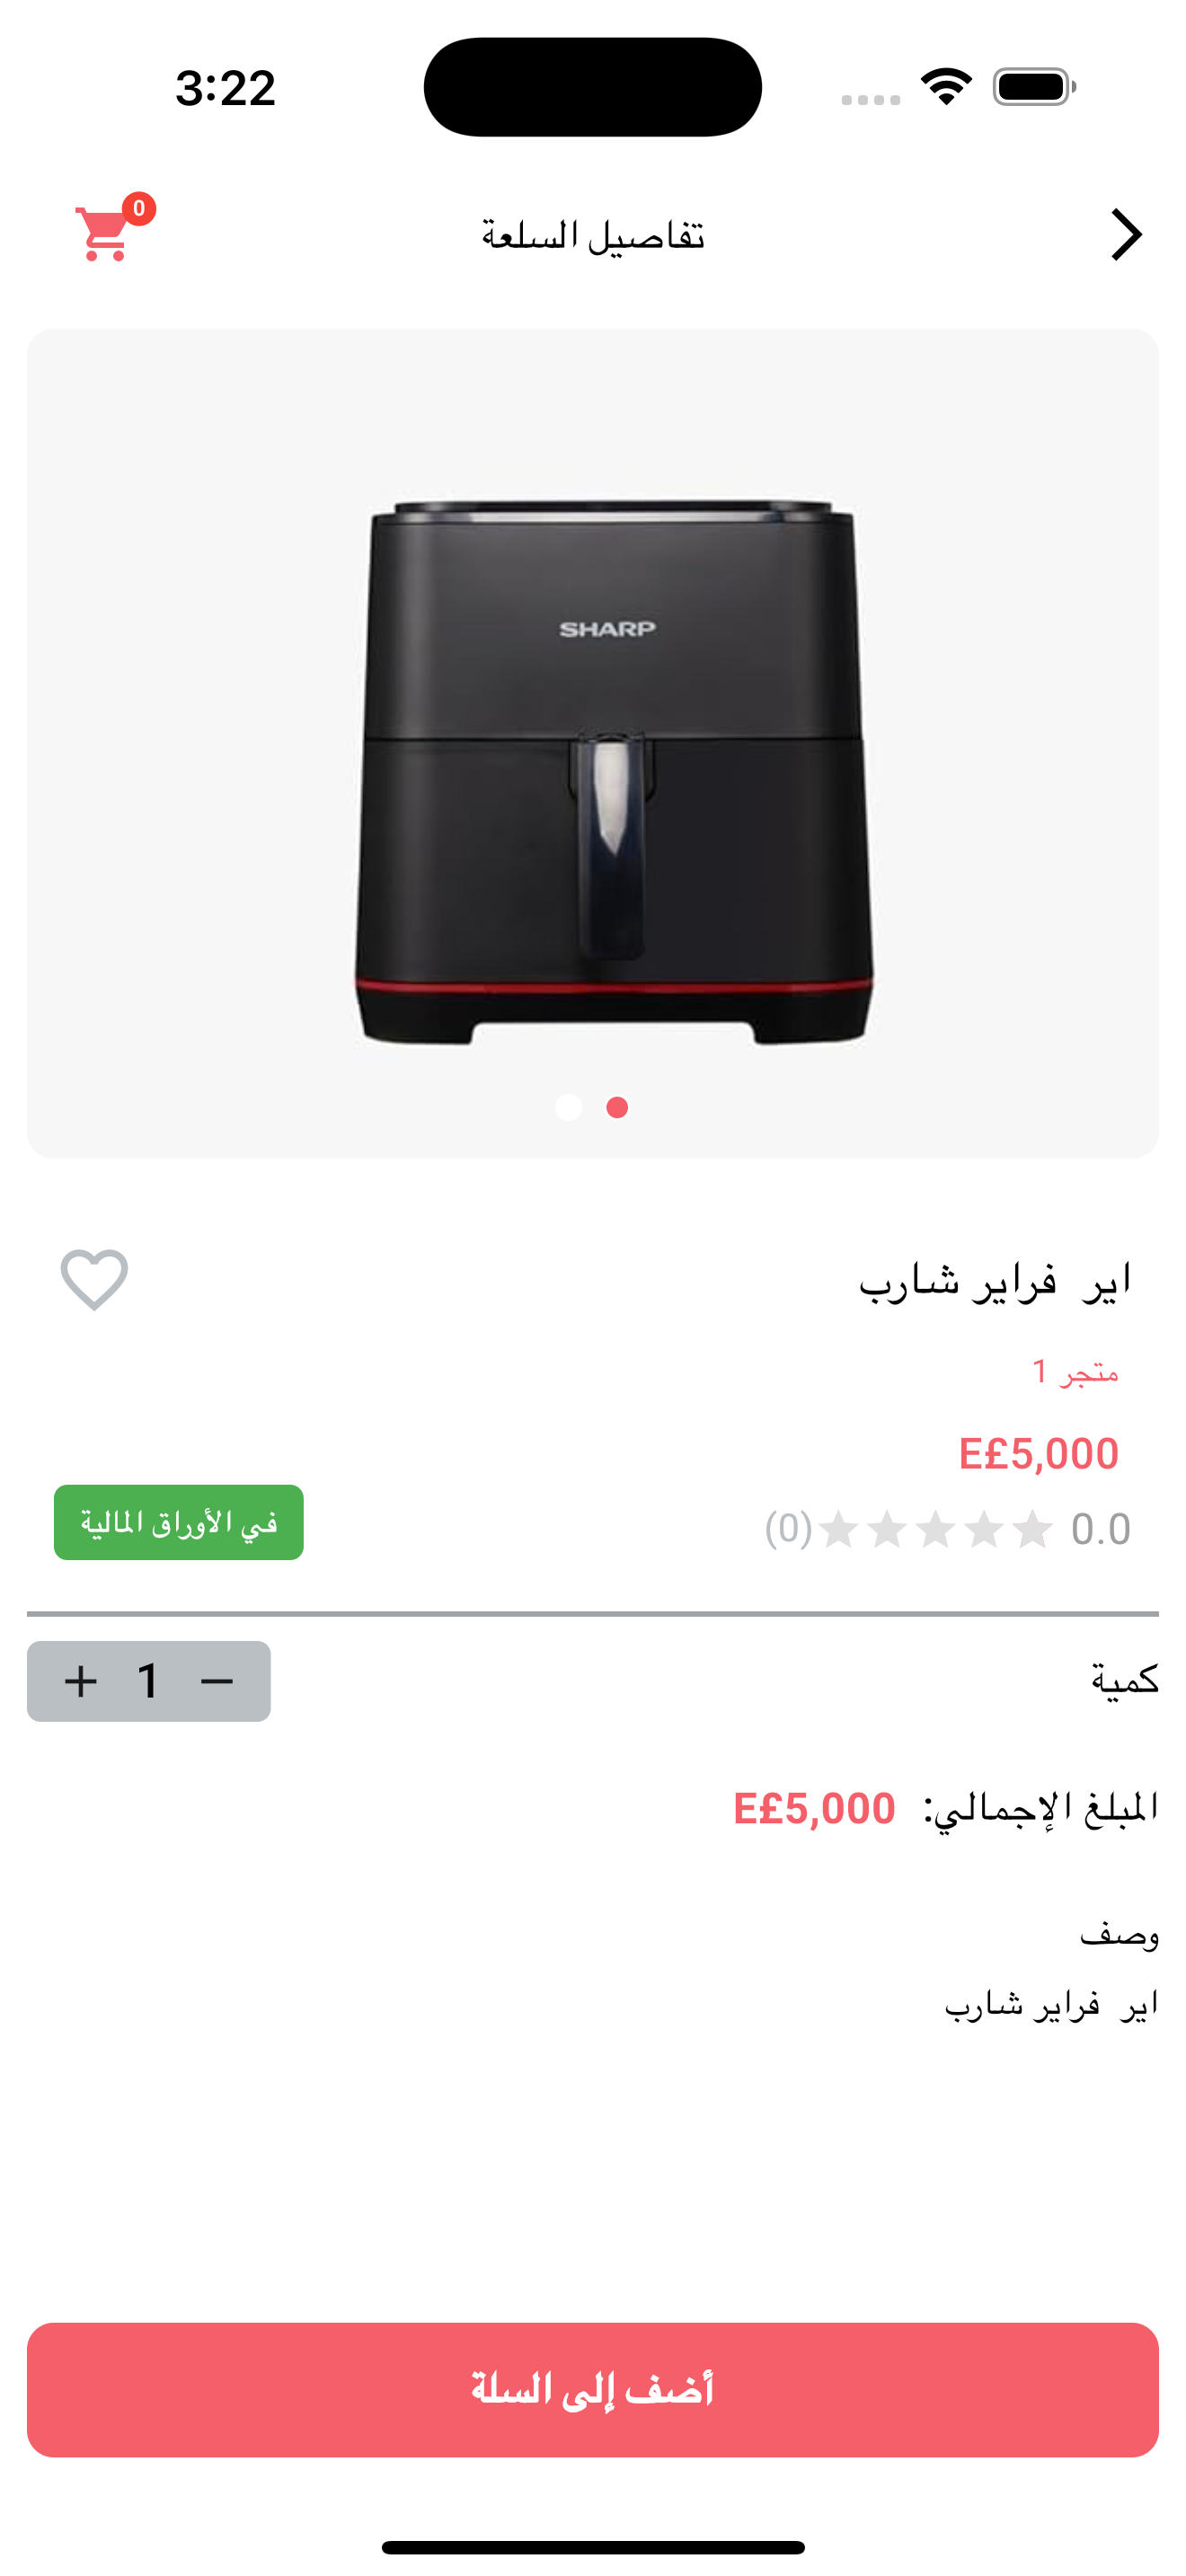 3:22
0
تفاصيل السلعة
SHARP
اير فراير شارب
متجر 1
E£5,000
0.0 (0)
في الأوراق المالية
كمية
− 1 +
المبلغ الإجمالي: E£5,000
وصف
اير فراير شارب
أضف إلى السلة